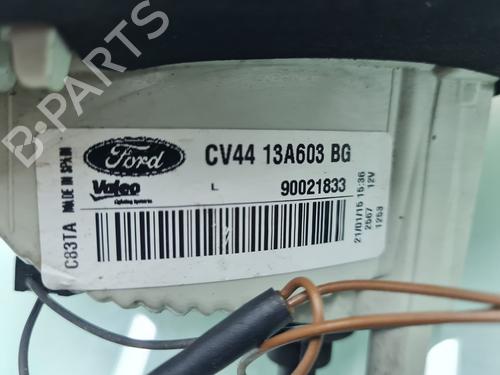 B-PARTS
Ford
CV44 13A603 BG
Valeo
Lighting Systems
L
90021833
C83TA MADE IN SPAIN
21/01/15 15:36
2567 12V
1253